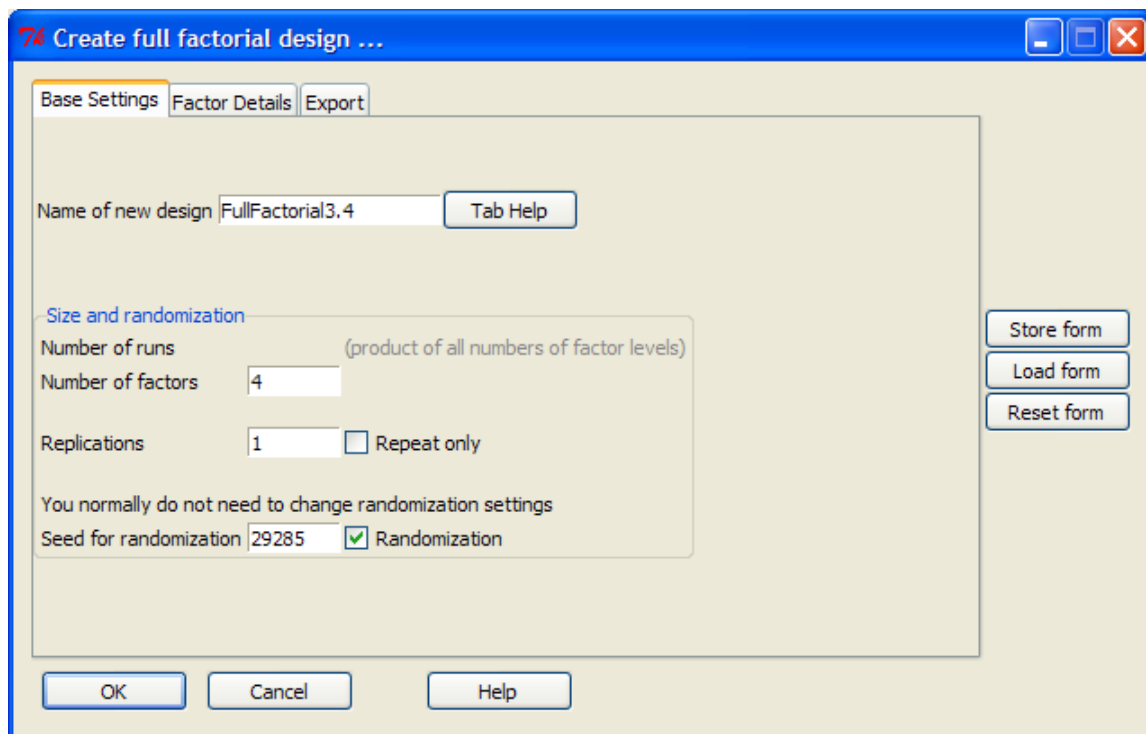 Create full factorial design ...
Base Settings Factor Details Export
Name of new design FullFactorial3.4 Tab Help
Size and randomization
Number of runs (product of all numbers of factor levels)
Number of factors 4
Replications 1 Repeat only
You normally do not need to change randomization settings
Seed for randomization 29285 Randomization
Store form
Load form
Reset form
OK Cancel Help